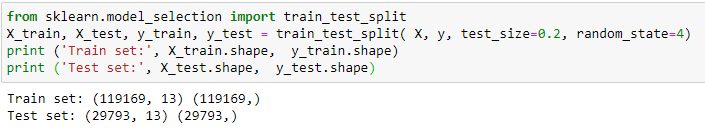 from sklearn.model_selection import train_test_split
X_train, X_test, y_train, y_test = train_test_split( X, y, test_size=0.2, random_state=4)
print ('Train set:', X_train.shape,  y_train.shape)
print ('Test set:', X_test.shape,  y_test.shape)
Train set: (119169, 13) (119169,)
Test set: (29793, 13) (29793,)